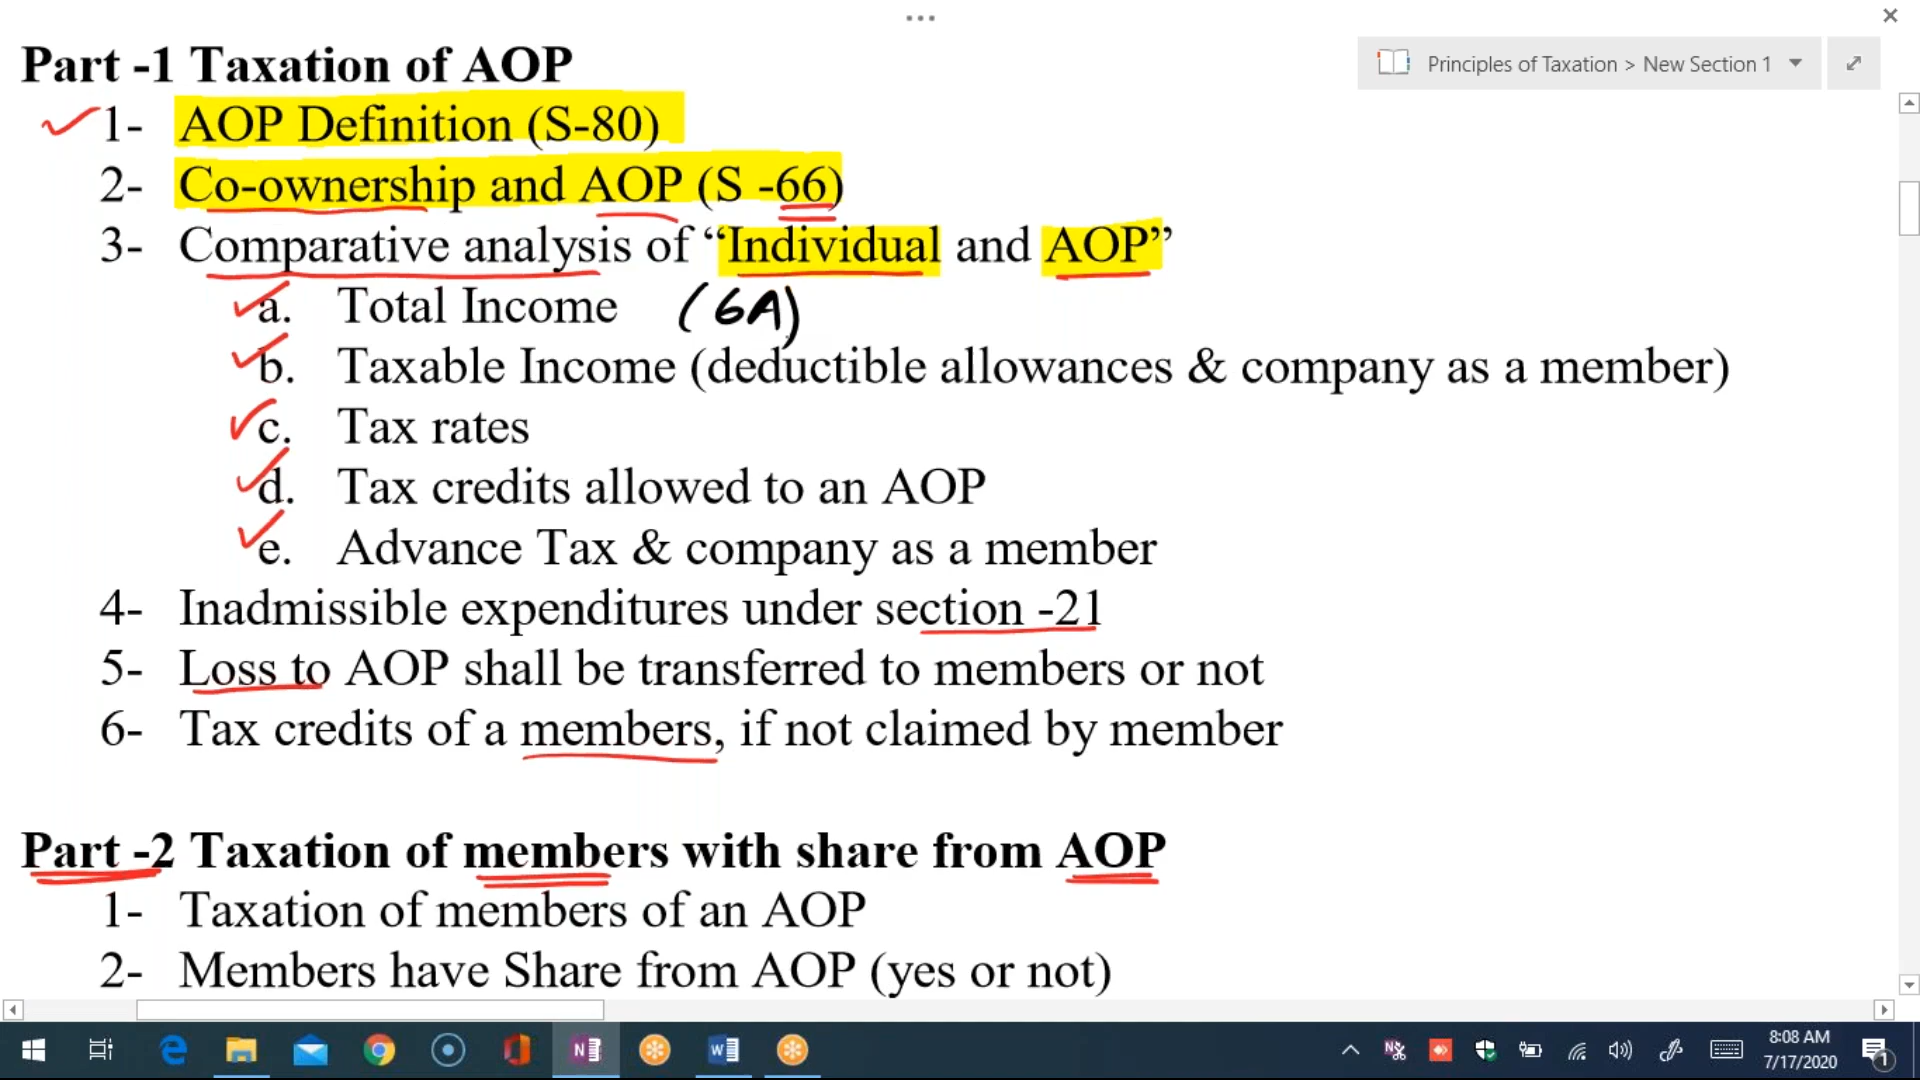 Part -1 Taxation of AOP
Principles of Taxation > New Section 1
1- AOP Definition (S-80)
2- Co-ownership and AOP (S -66)
3- Comparative analysis of “Individual and AOP”
a. Total Income (6A)
b. Taxable Income (deductible allowances & company as a member)
c. Tax rates
d. Tax credits allowed to an AOP
e. Advance Tax & company as a member
4- Inadmissible expenditures under section -21
5- Loss to AOP shall be transferred to members or not
6- Tax credits of a members, if not claimed by member
Part -2 Taxation of members with share from AOP
1- Taxation of members of an AOP
2- Members have Share from AOP (yes or not)
8:08 AM
7/17/2020
1